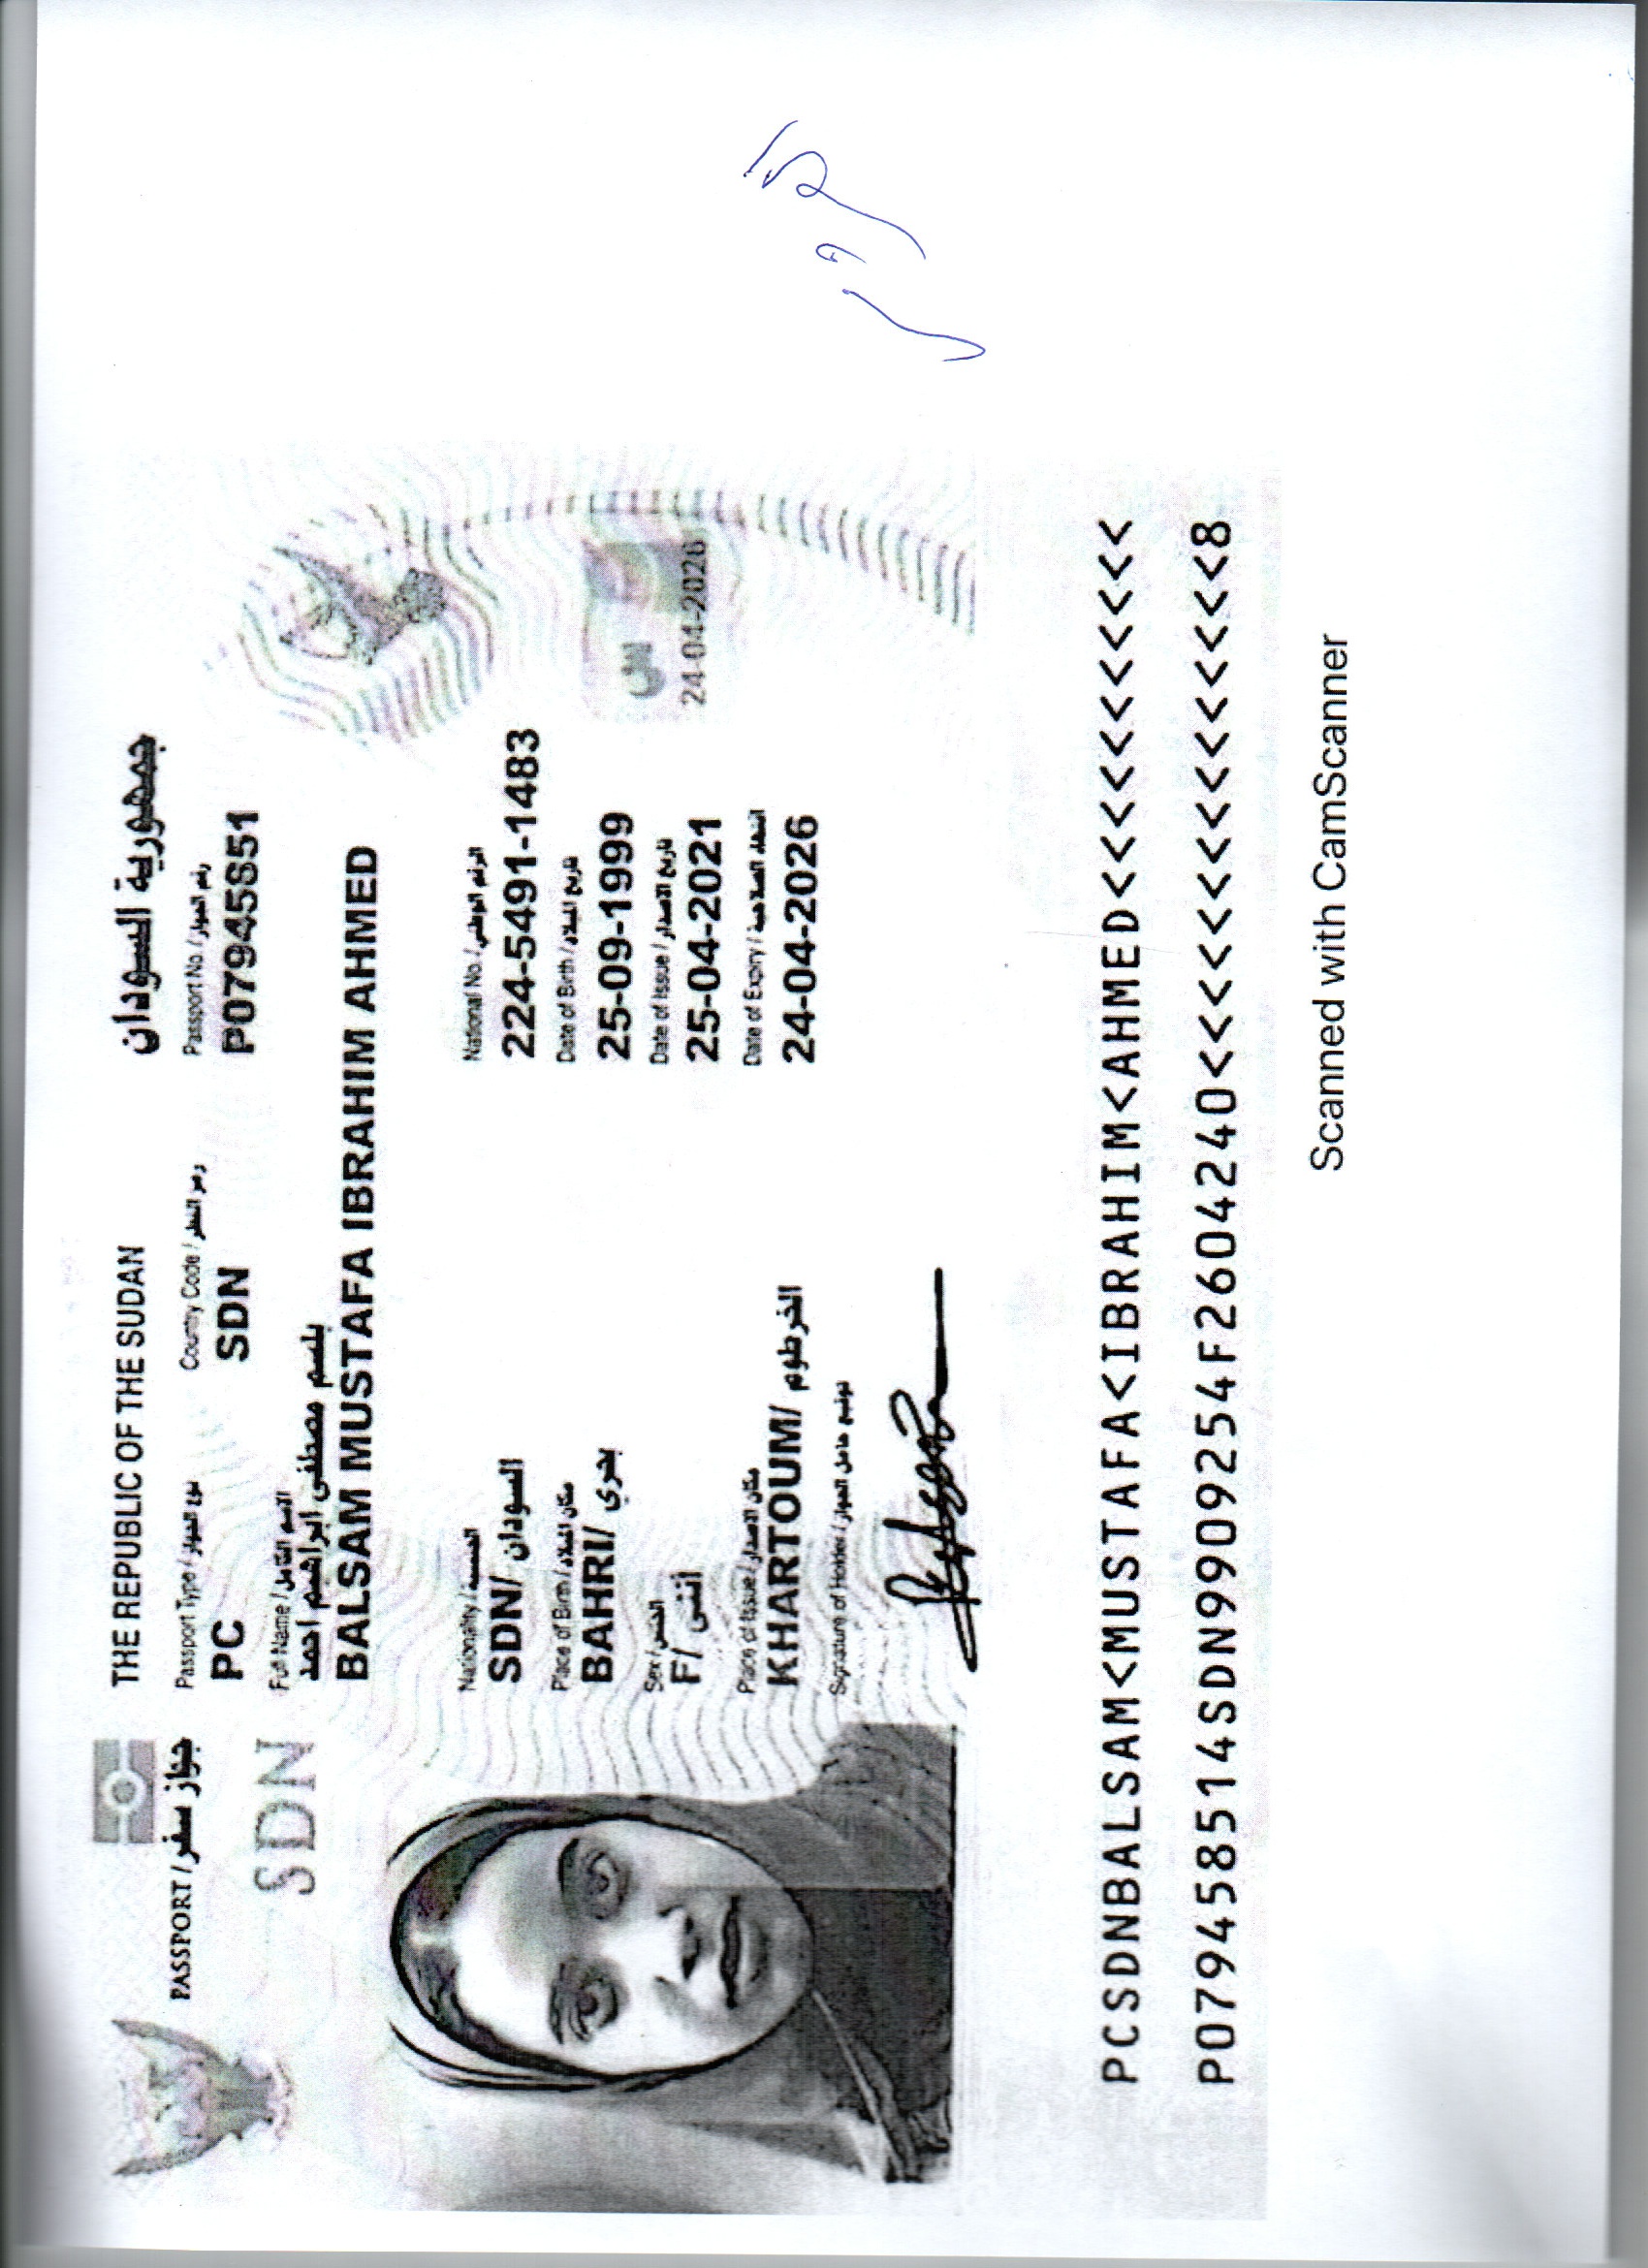 THE REPUBLIC OF THE SUDAN
جمهورية السودان
PASSPORT / جواز سفر
Passport Type / نوع الجواز
Country Code / رمز القطر
Passport No. / رقم الجواز
PC
SDN
P07945851
SDN
Full Name / الاسم الكامل
بلسم مصطفى ابراهيم احمد
BALSAM MUSTAFA IBRAHIM AHMED
Nationality / الجنسية
National No. / الرقم الوطني
SDN/ السودان
224-5491-1483
Place of Birth / مكان الميلاد
Date of Birth / تاريخ الميلاد
BAHRI/ بحري
25-09-1999
Sex / الجنس
Date of Issue / تاريخ الاصدار
F/ أنثى
25-04-2021
24-04-2026
Place of Issue / مكان الاصدار
Date of Expiry / انتهاء الصلاحية
KHARTOUM/ الخرطوم
24-04-2026
Signature of Holder / توقيع حامل الجواز
PCSDNBALSAM<MUSTAFA<IBRAHIM<AHMED<<<<<<<<<<<
P079458514SDN9909254F2604240<<<<<<<<<<<<<<<8
Scanned with CamScanner